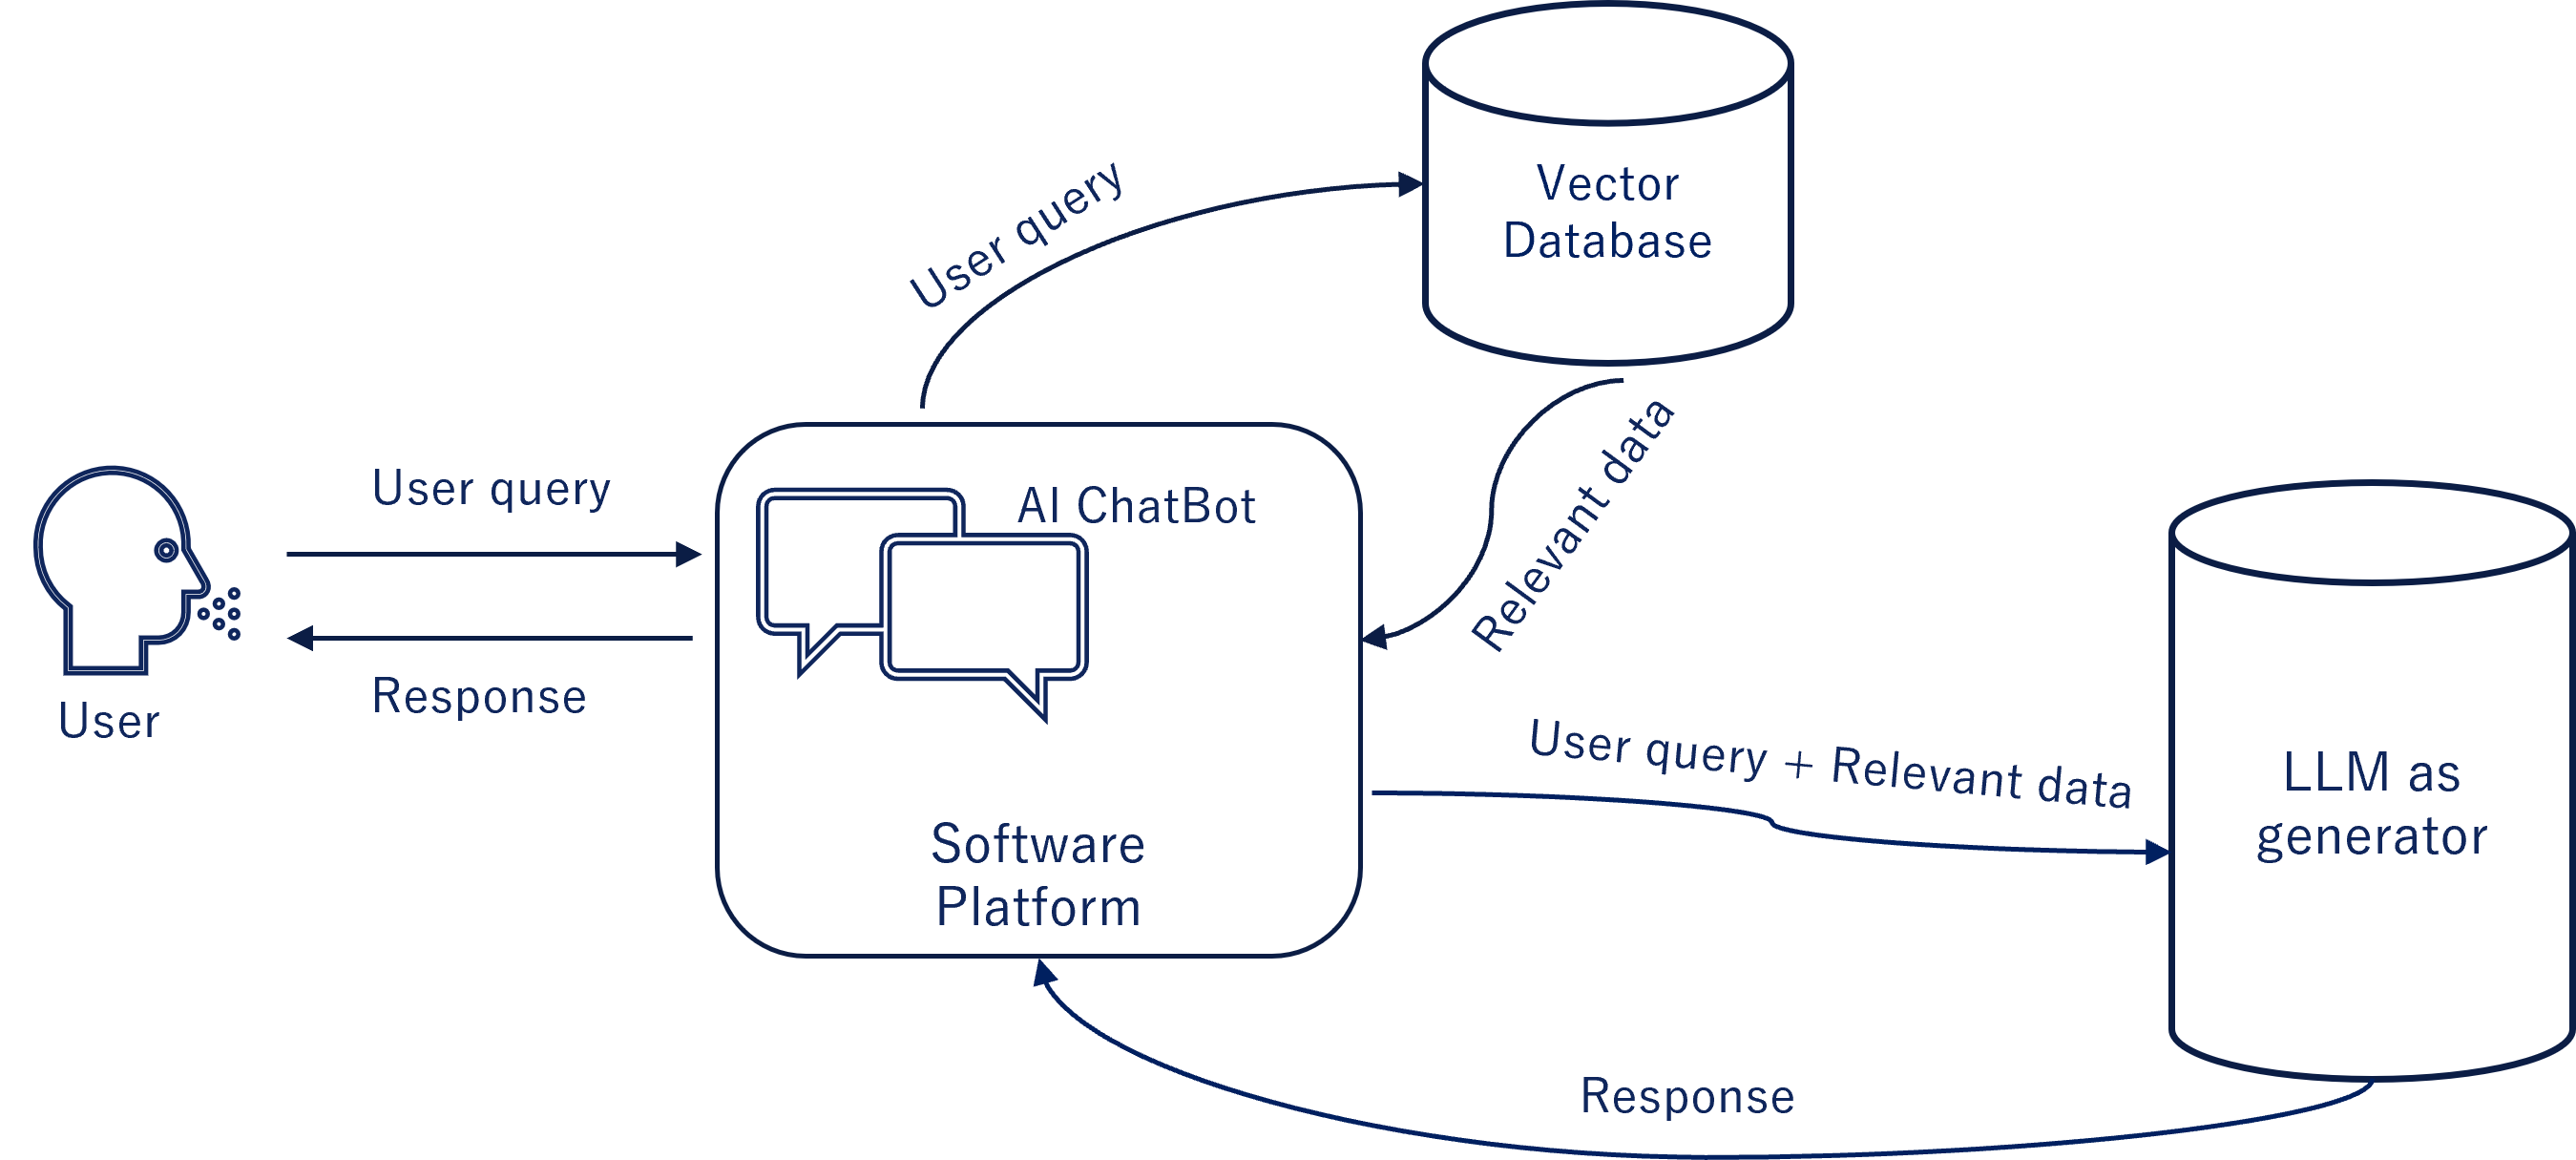 User query
Vector
Database
Relevant data
User query
AI ChatBot
Response
User
User query + Relevant data
LLM as
generator
Software
Platform
Response